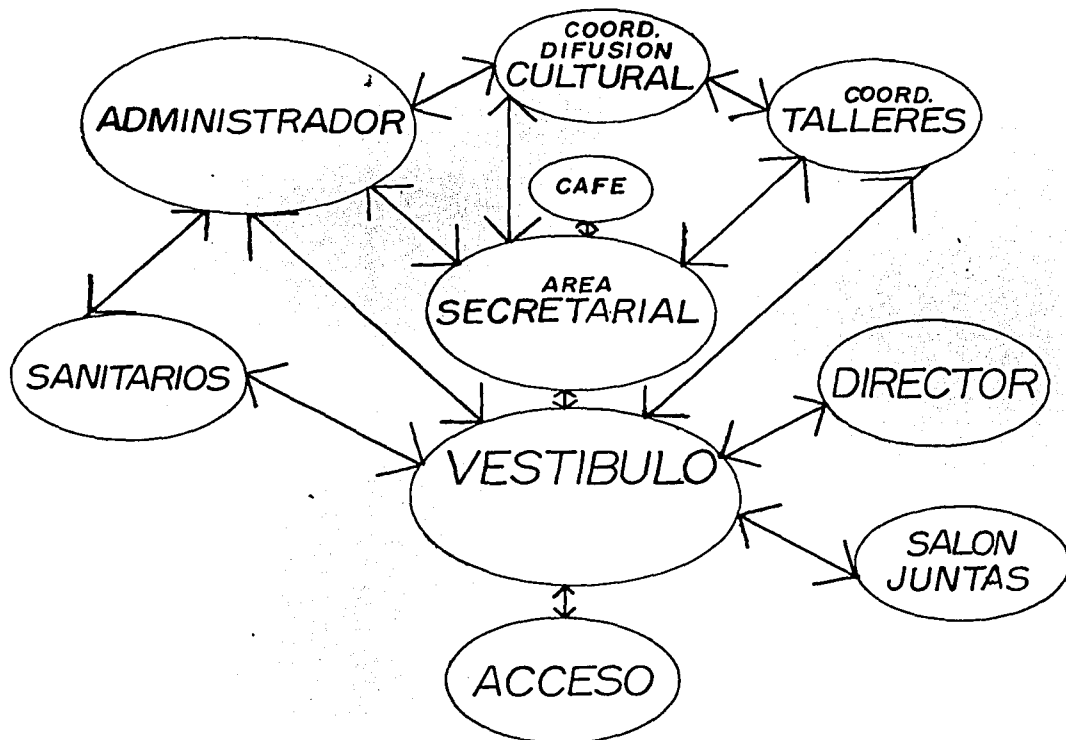 COORD.
DIFUSION
CULTURAL
ADMINISTRADOR
COORD.
TALLERES
CAFE
AREA
SECRETARIAL
SANITARIOS
DIRECTOR
VESTIBULO
SALON
JUNTAS
ACCESO